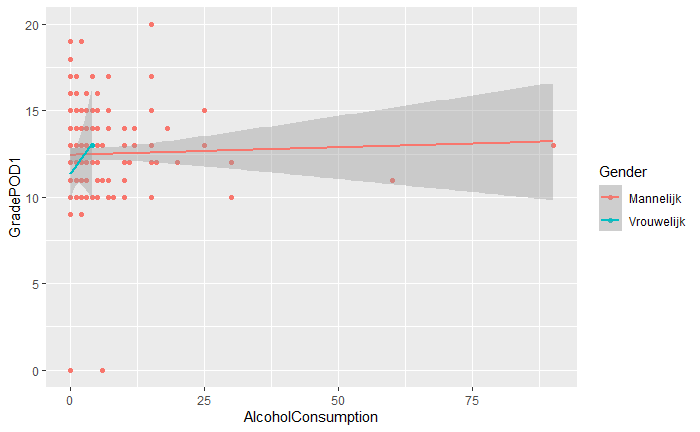 20
15
10
5
0
GradePOD1
0 25 50 75
AlcoholConsumption
Gender
Mannelijk
Vrouwelijk